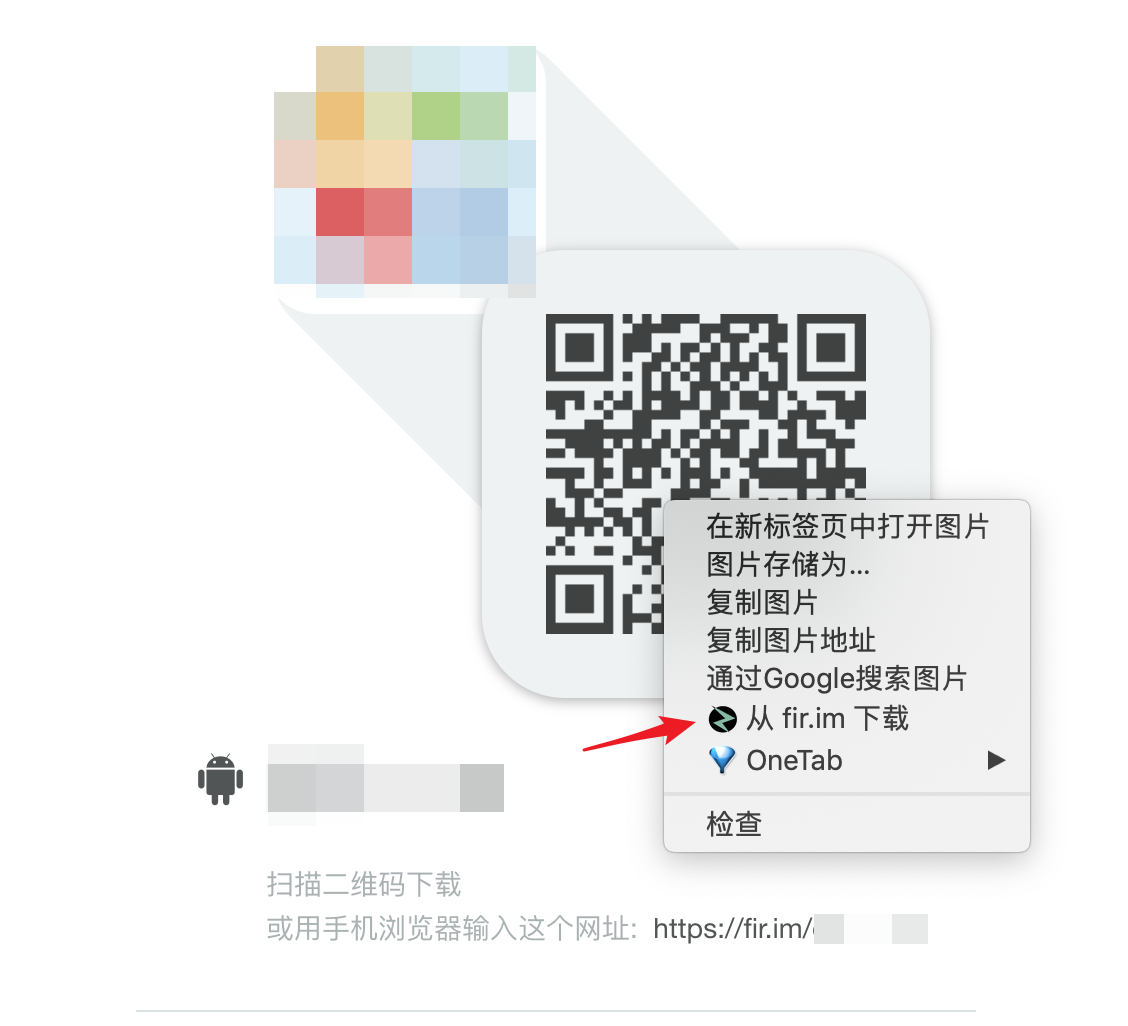 在新标签页中打开图片
图片存储为...
复制图片
复制图片地址
通过Google搜索图片
从 fir.im 下载
OneTab
检查
扫描二维码下载
或用手机浏览器输入这个网址: https://fir.im/